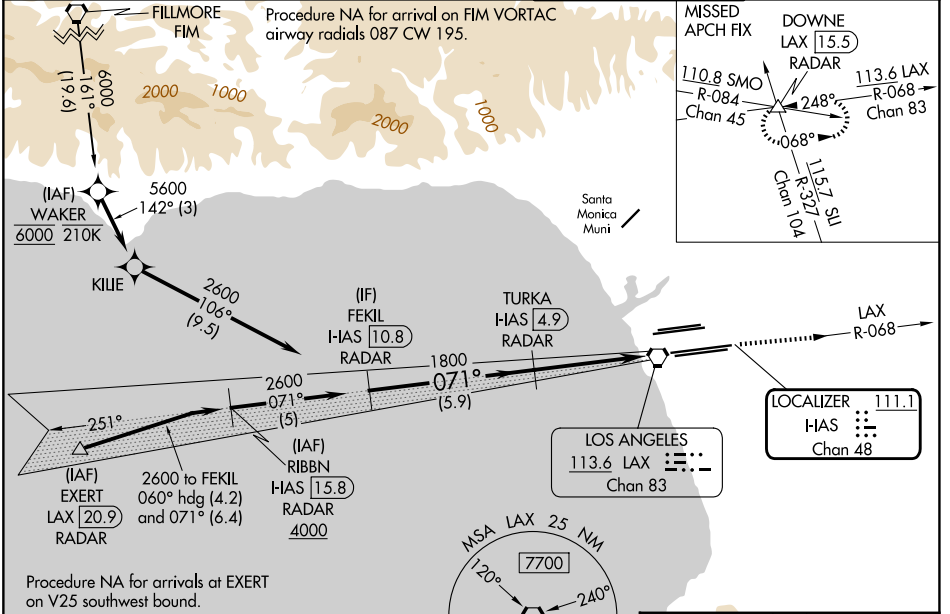 FILLMORE
FIM
Procedure NA for arrival on FIM VORTAC
airway radials 087 CW 195.
6000
161°
(19.6)
2000
1000
2000
1000
MISSED
APCH FIX
DOWNE
LAX 15.5
RADAR
110.8 SMO
R-084
Chan 45
113.6 LAX
R-068
Chan 83
248°
068°
115.7 SLI
R-327
Chan 104
(IAF)
WAKER
6000 210K
5600
142° (3)
KILIE
Santa
Monica
Muni
2600
106°
(9.5)
(IF)
FEKIL
I-IAS 10.8
RADAR
TURKA
I-IAS 4.9
RADAR
LAX
R-068
1800
071°
(5.9)
2600
071°
(5)
251°
(IAF)
EXERT
LAX 20.9
RADAR
2600 to FEKIL
060° hdg (4.2)
and 071° (6.4)
(IAF)
RIBBN
I-IAS 15.8
RADAR
4000
LOS ANGELES
113.6 LAX
Chan 83
LOCALIZER 111.1
I-IAS
Chan 48
MSA LAX 25 NM
7700
120°
240°
Procedure NA for arrivals at EXERT
on V25 southwest bound.